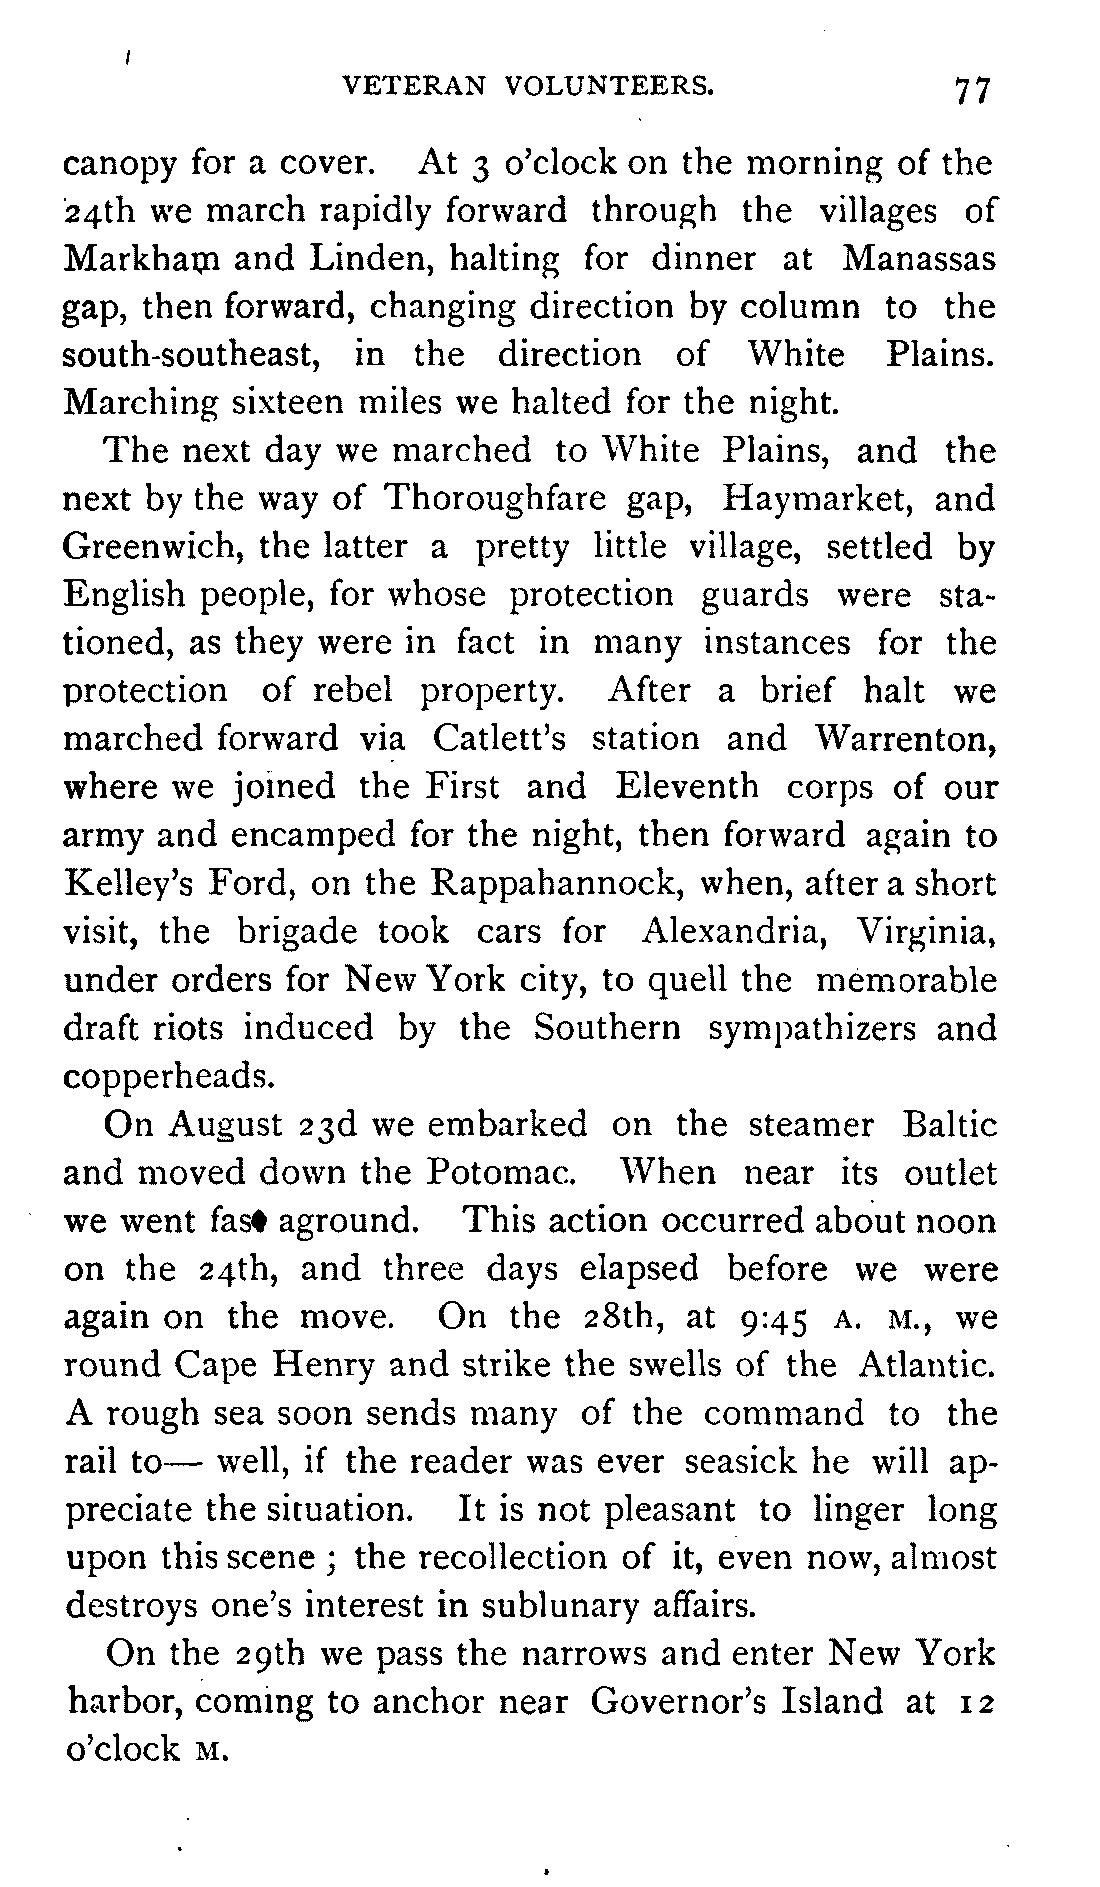 VETERAN VOLUNTEERS. 77
canopy for a cover. At 3 o'clock on the morning of the
24th we march rapidly forward through the villages of
Markham and Linden, halting for dinner at Manassas
gap, then forward, changing direction by column to the
south-southeast, in the direction of White Plains.
Marching sixteen miles we halted for the night.
The next day we marched to White Plains, and the
next by the way of Thoroughfare gap, Haymarket, and
Greenwich, the latter a pretty little village, settled by
English people, for whose protection guards were sta-
tioned, as they were in fact in many instances for the
protection of rebel property. After a brief halt we
marched forward via Catlett's station and Warrenton,
where we joined the First and Eleventh corps of our
army and encamped for the night, then forward again to
Kelley's Ford, on the Rappahannock, when, after a short
visit, the brigade took cars for Alexandria, Virginia,
under orders for New York city, to quell the memorable
draft riots induced by the Southern sympathizers and
copperheads.
On August 23d we embarked on the steamer Baltic
and moved down the Potomac. When near its outlet
we went fast aground. This action occurred about noon
on the 24th, and three days elapsed before we were
again on the move. On the 28th, at 9:45 A. M., we
round Cape Henry and strike the swells of the Atlantic.
A rough sea soon sends many of the command to the
rail to— well, if the reader was ever seasick he will ap-
preciate the situation. It is not pleasant to linger long
upon this scene ; the recollection of it, even now, almost
destroys one's interest in sublunary affairs.
On the 29th we pass the narrows and enter New York
harbor, coming to anchor near Governor's Island at 12
o'clock M.